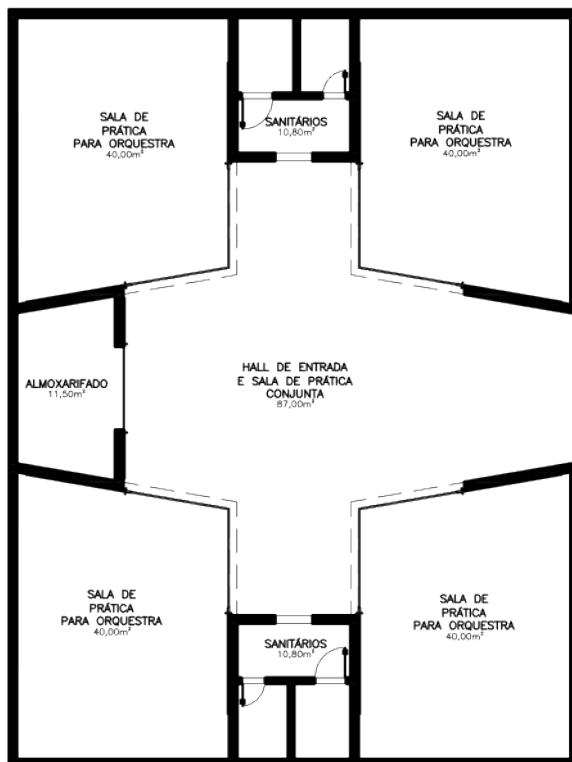 SALA DE
PRÁTICA
PARA ORQUESTRA
40,00m²
SANITÁRIOS
10,80m²
SALA DE
PRÁTICA
PARA ORQUESTRA
40,00m²
ALMOXARIFADO
11,50m²
HALL DE ENTRADA
E SALA DE PRÁTICA
CONJUNTA
87,00m²
SALA DE
PRÁTICA
PARA ORQUESTRA
40,00m²
SANITÁRIOS
10,80m²
SALA DE
PRÁTICA
PARA ORQUESTRA
40,00m²